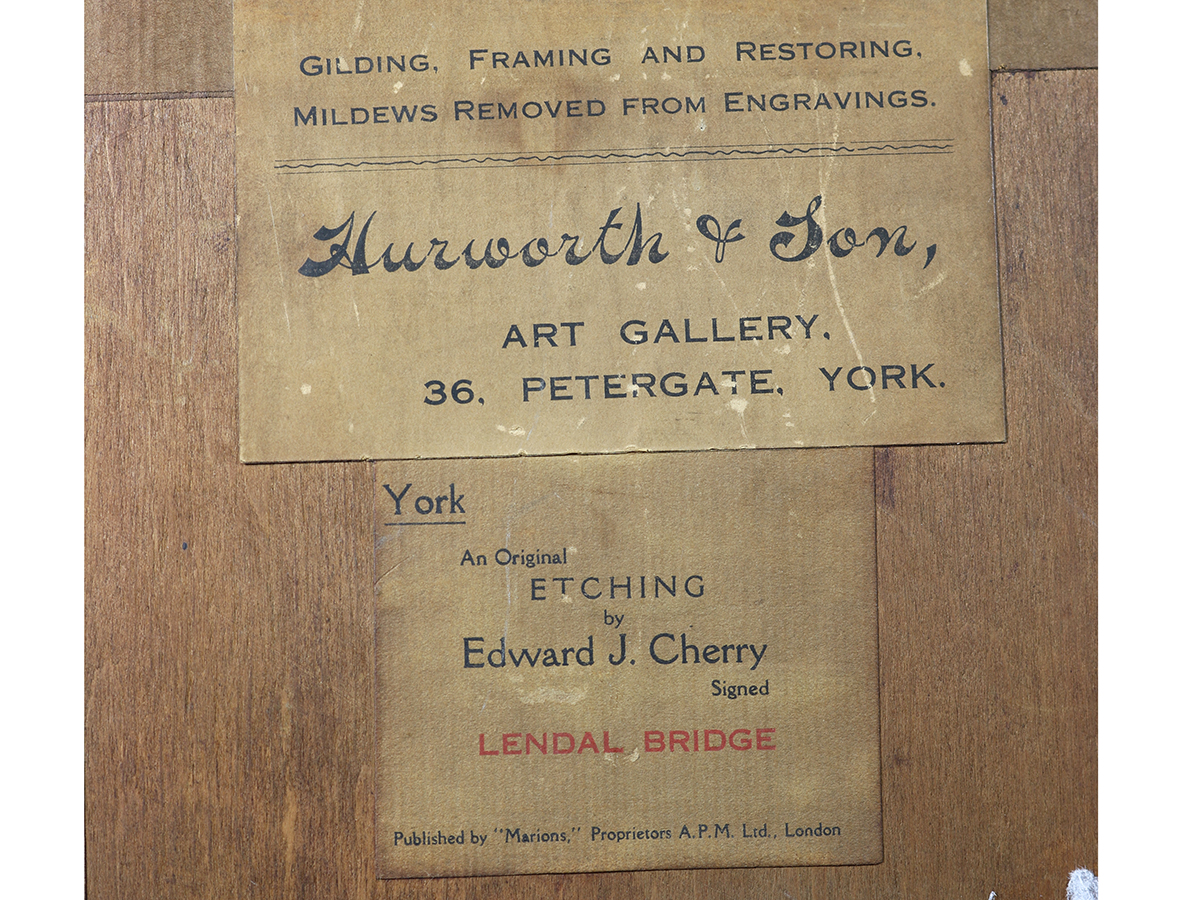 GILDING, FRAMING AND RESTORING,
MILDEWS REMOVED FROM ENGRAVINGS.
Hurworth & Son,
ART GALLERY,
36, PETERGATE, YORK.
York
An Original
ETCHING
by
Edward J. Cherry
Signed
LENDAL BRIDGE
Published by "Marions," Proprietors A.P.M. Ltd., London